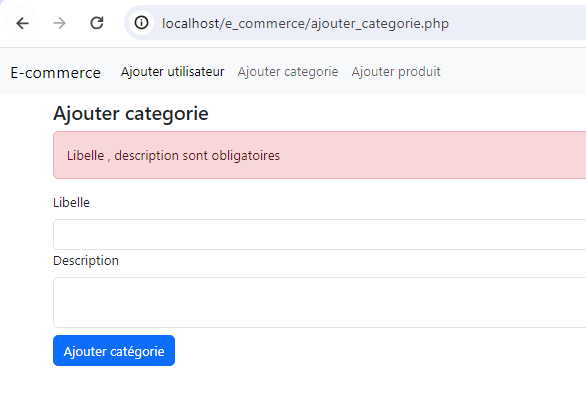 localhost/e_commerce/ajouter_categorie.php
E-commerce Ajouter utilisateur Ajouter categorie Ajouter produit
Ajouter categorie
Libelle , description sont obligatoires
Libelle
Description
Ajouter catégorie